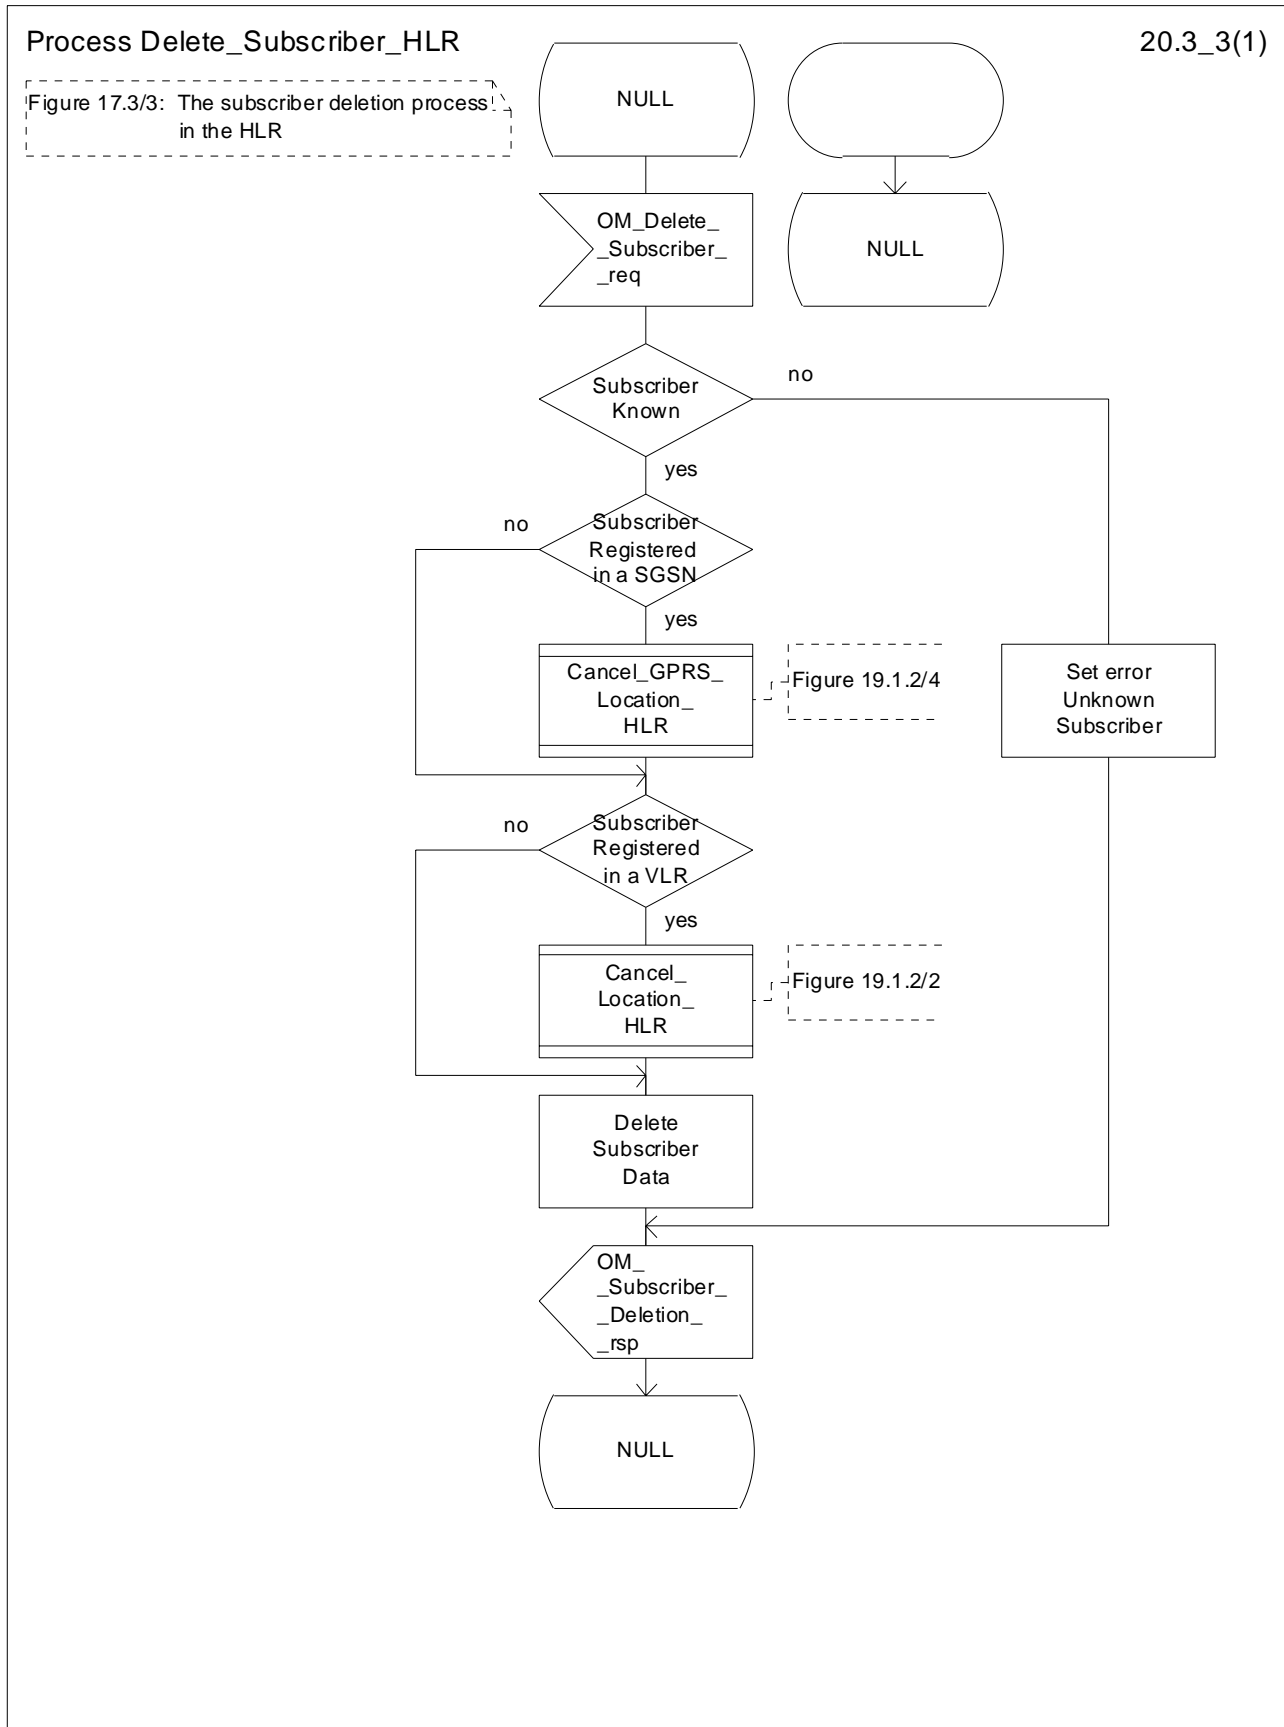 Process Delete_Subscriber_HLR
20.3_3(1)
Figure 17.3/3: The subscriber deletion process
in the HLR
NULL
OM_Delete_
_Subscriber_
_req
NULL
Subscriber
Known
no
yes
no
Subscriber
Registered
in a SGSN
yes
Cancel_GPRS_
Location_
HLR
Figure 19.1.2/4
Set error
Unknown
Subscriber
no
Subscriber
Registered
in a VLR
yes
Cancel_
Location_
HLR
Figure 19.1.2/2
Delete
Subscriber
Data
OM_
_Subscriber_
_Deletion_
_rsp
NULL